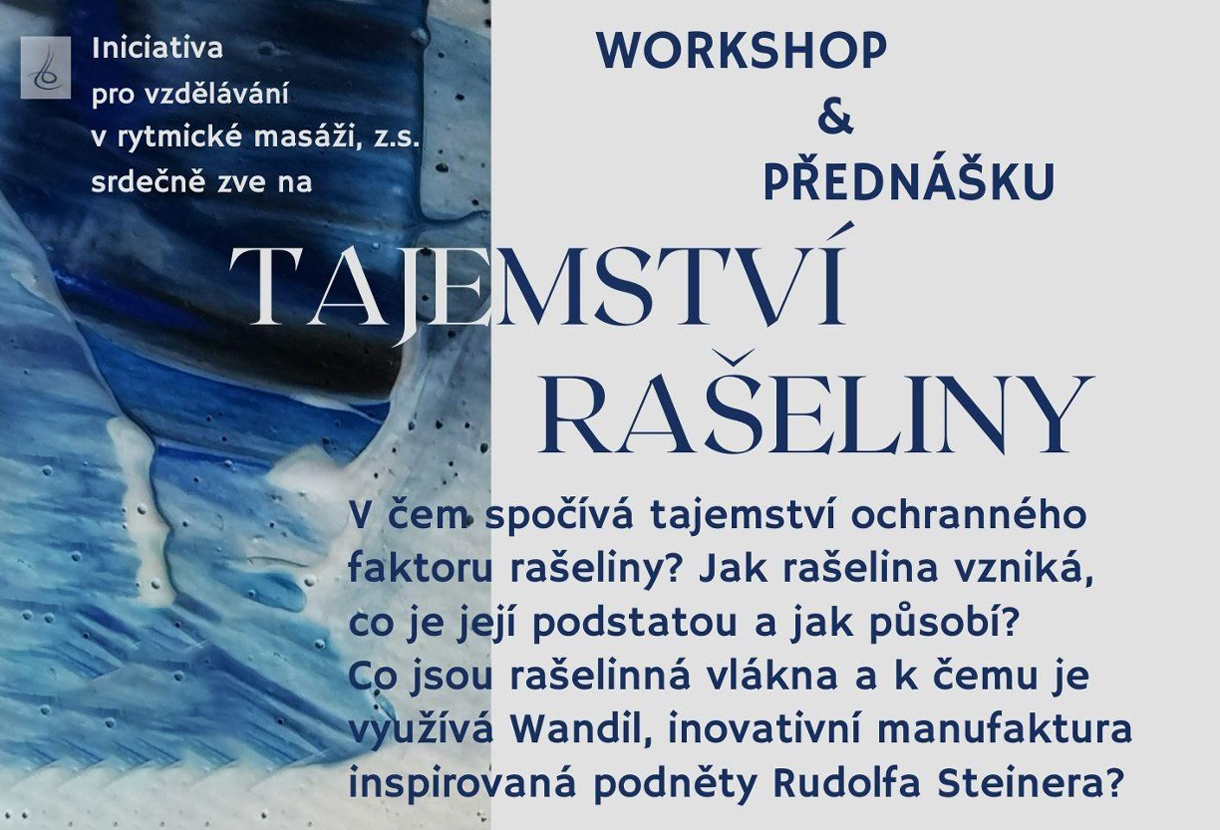 Iniciativa
pro vzdělávání
v rytmické masáži, z.s.
srdečně zve na
WORKSHOP
&
PŘEDNÁŠKU
TAJEMSTVÍ
RAŠELINY
V čem spočívá tajemství ochranného
faktoru rašeliny? Jak rašelina vzniká,
co je její podstatou a jak působí?
Co jsou rašelinná vlákna a k čemu je
využívá Wandil, inovativní manufaktura
inspirovaná podněty Rudolfa Steinera?